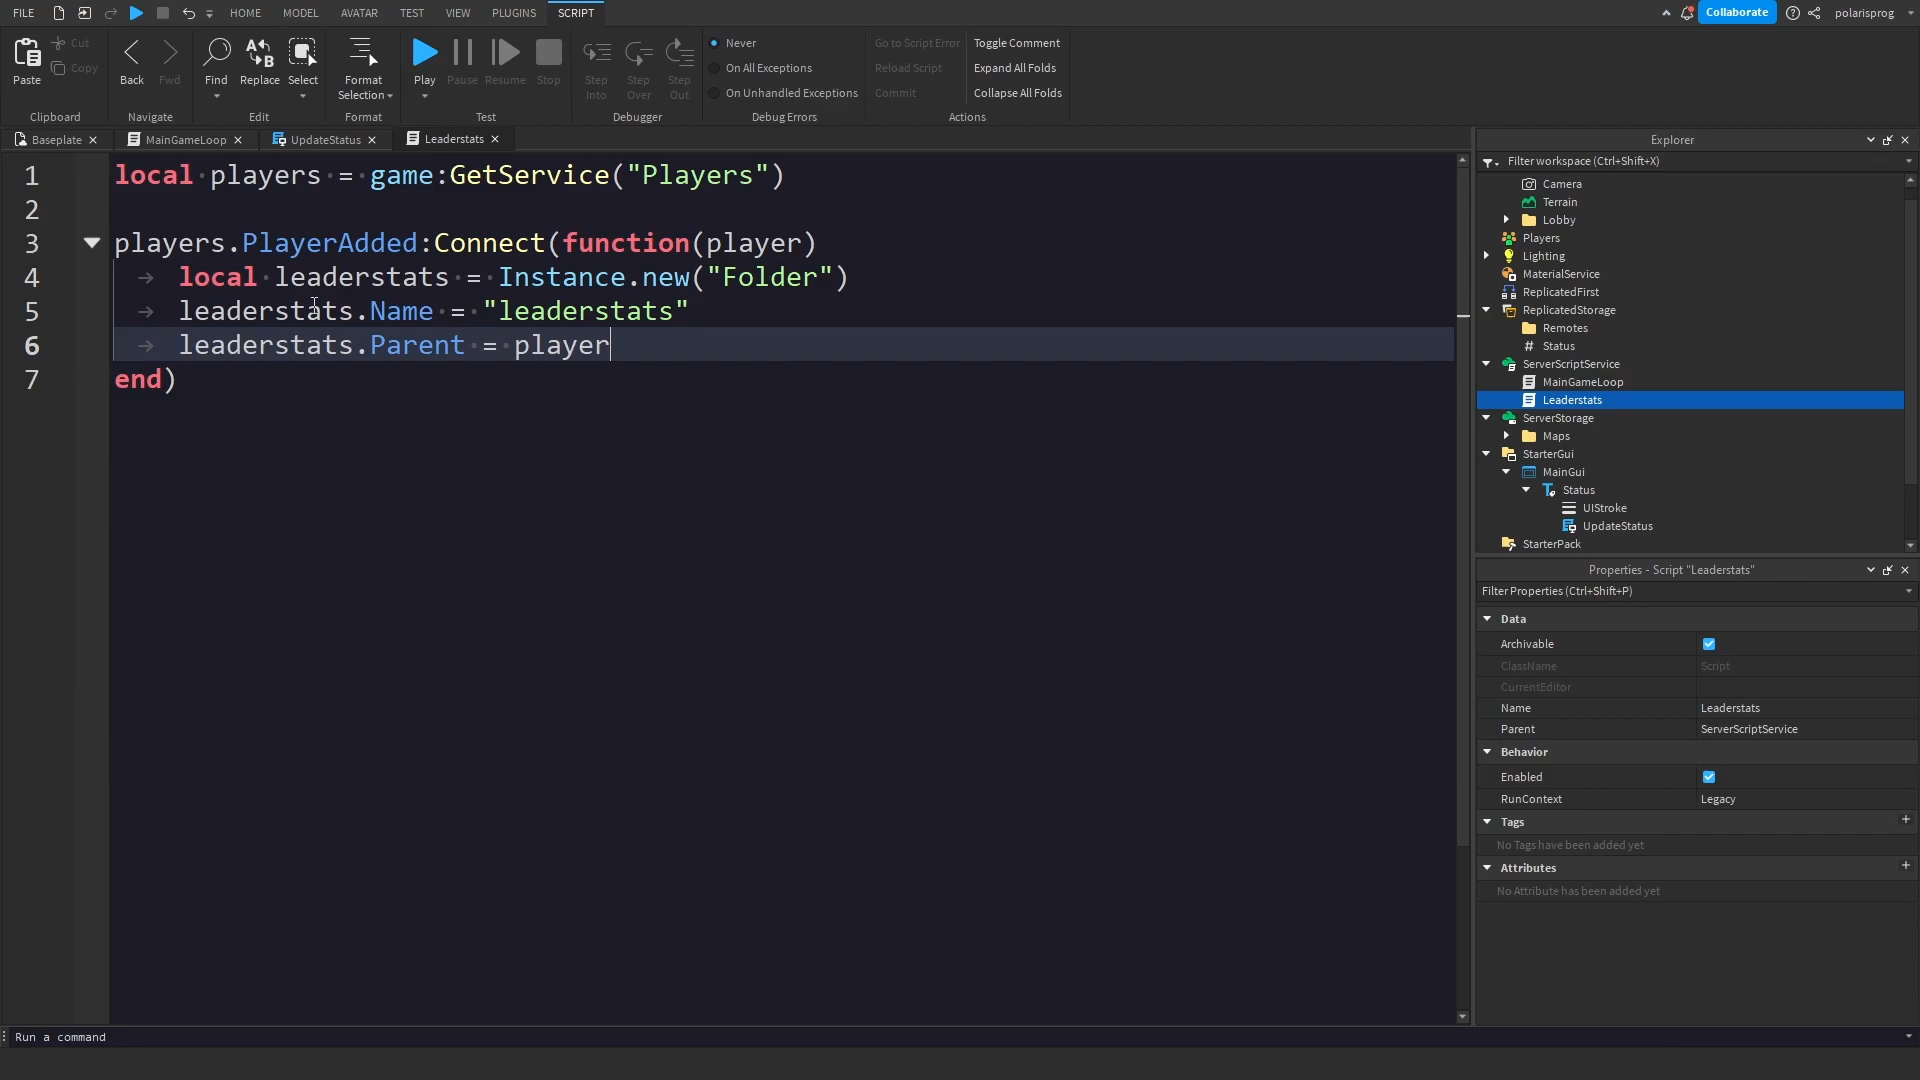 FILE HOME MODEL AVATAR TEST VIEW PLUGINS SCRIPT Collaborate polarisprog
Paste
Cut
Copy
Clipboard
Back Fwd
Navigate
Find Replace Select
Edit
Format
Selection
Format
Play Pause Resume Stop
Test
Step
Into
Step
Over
Step
Out
Debugger
Never
On All Exceptions
On Unhandled Exceptions
Debug Errors
Go to Script Error
Reload Script
Commit
Toggle Comment
Expand All Folds
Collapse All Folds
Actions
Baseplate MainGameLoop UpdateStatus Leaderstats
1 local players = game:GetService("Players")
2
3 players.PlayerAdded:Connect(function(player)
4 local leaderstats = Instance.new("Folder")
5 leaderstats.Name = "leaderstats"
6 leaderstats.Parent = player
7 end)
Explorer
Filter workspace (Ctrl+Shift+X)
Camera
Terrain
Lobby
Players
Lighting
MaterialService
ReplicatedFirst
ReplicatedStorage
Remotes
Status
ServerScriptService
MainGameLoop
Leaderstats
ServerStorage
Maps
StarterGui
MainGui
Status
UIStroke
UpdateStatus
StarterPack
Properties - Script "Leaderstats"
Filter Properties (Ctrl+Shift+P)
Data
Archivable
ClassName Script
CurrentEditor
Name Leaderstats
Parent ServerScriptService
Behavior
Enabled
RunContext Legacy
Tags
No Tags have been added yet
Attributes
No Attribute has been added yet
Run a command